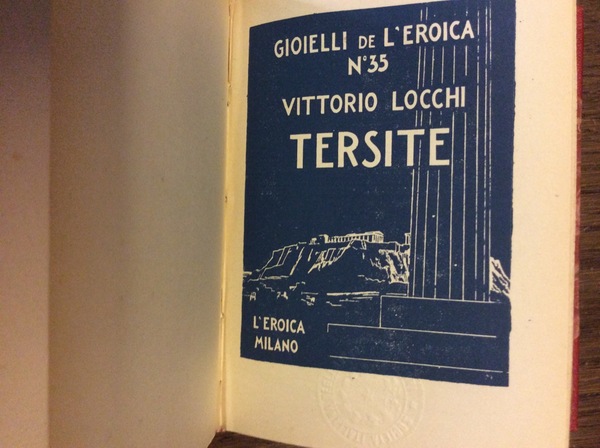 GIOIELLI DE L'EROICA
N°35
VITTORIO LOCCHI
TERSITE
L'EROICA
MILANO